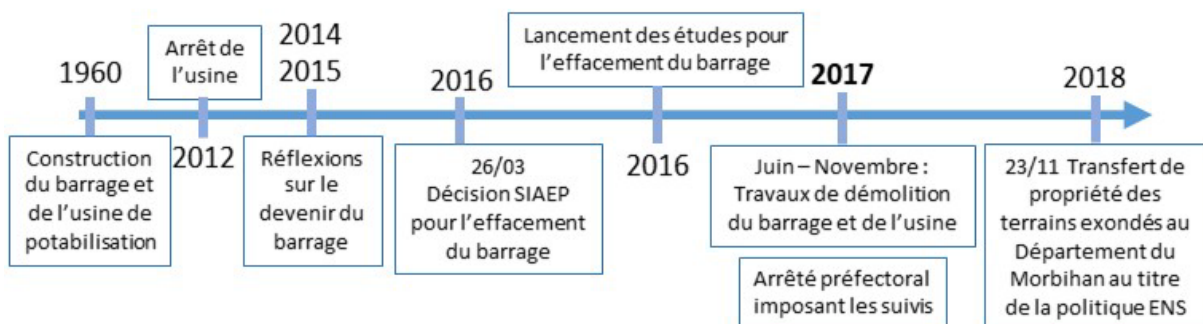 1960
Construction
du barrage et
de l'usine de
potabilisation
Arrêt de
l'usine
2012
2014
2015
Réflexions
sur le
devenir du
barrage
2016
26/03
Décision SIAEP
pour l'effacement
du barrage
Lancement des études pour
l'effacement du barrage
2016
2017
Juin – Novembre :
Travaux de démolition
du barrage et de l'usine
Arrêté préfectoral
imposant les suivis
2018
23/11 Transfert de
propriété des
terrains exondés au
Département du
Morbihan au titre
de la politique ENS